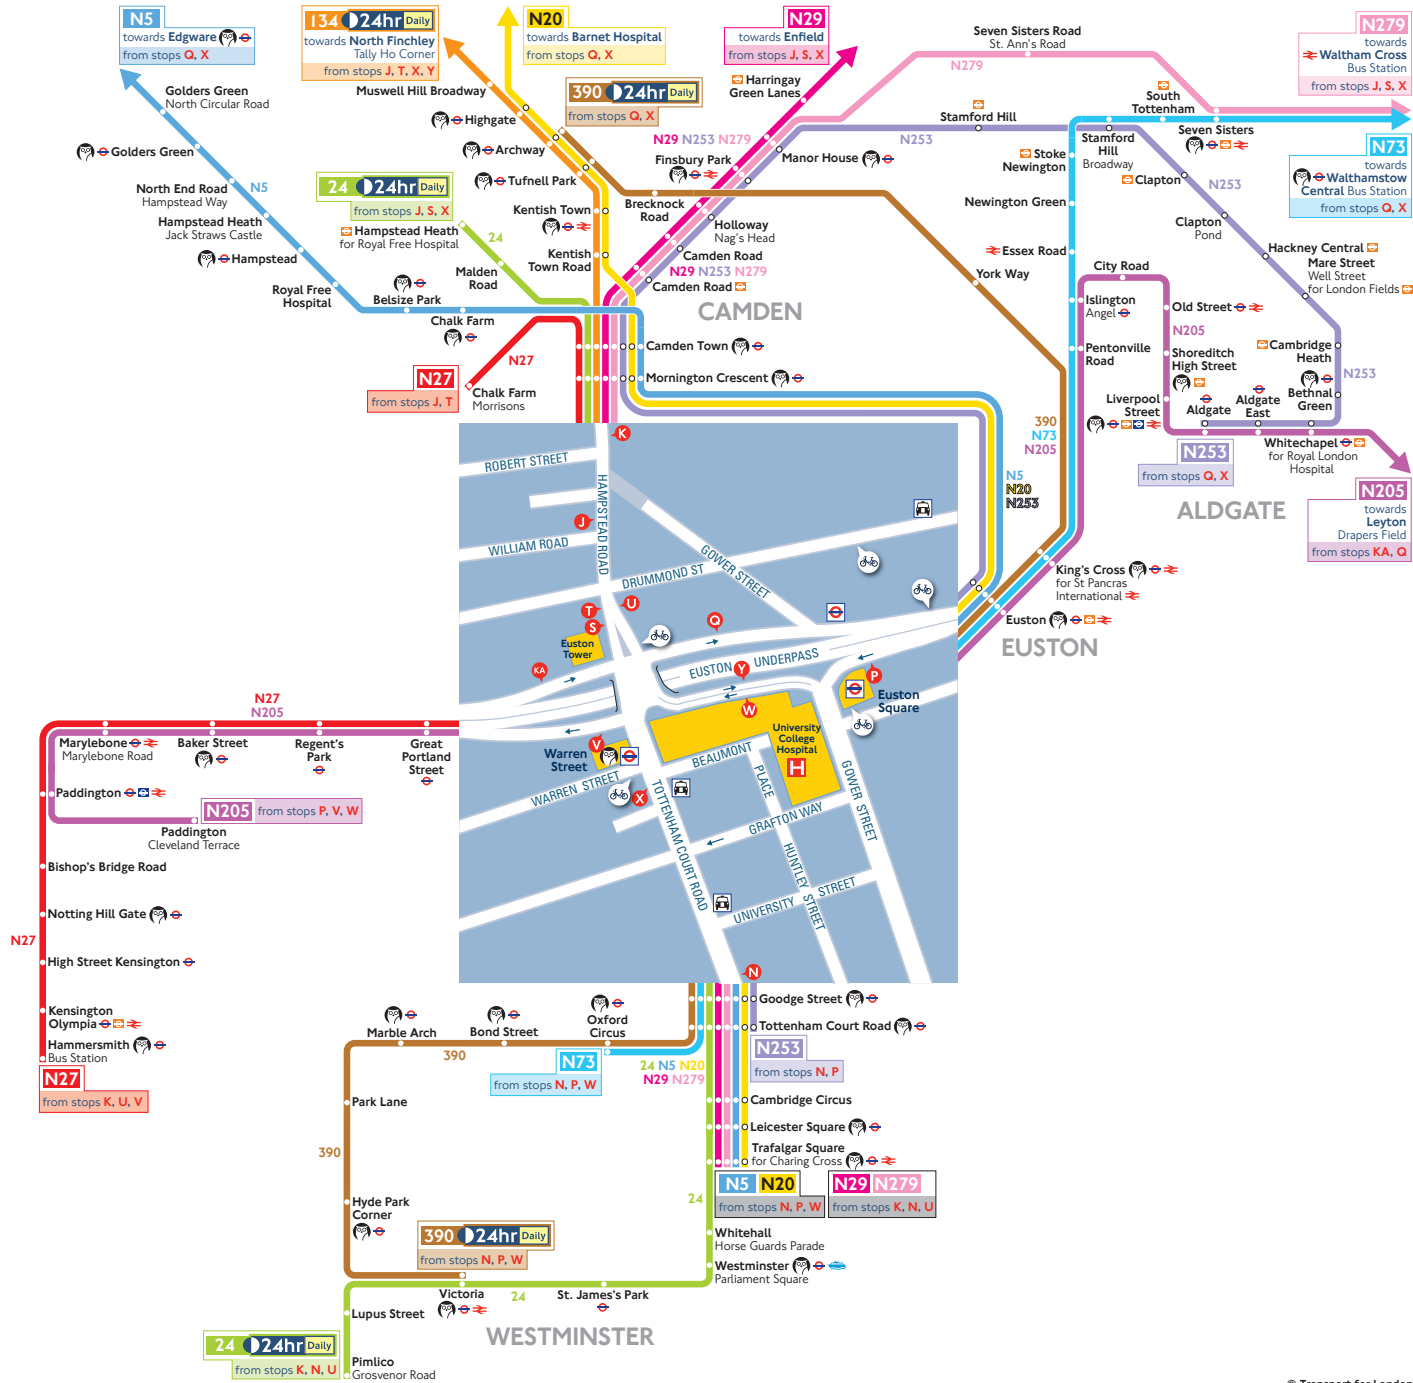 N5
towards Edgware
from stops Q, X
134 24hr Daily
towards North Finchley
Tally Ho Corner
from stops J, T, X, Y
N20
towards Barnet Hospital
from stops Q, X
N29
towards Enfield
from stops J, S, X
N279
towards
Waltham Cross
Bus Station
from stops J, S, X
N73
towards
Walthamstow
Central Bus Station
from stops Q, X
390 24hr Daily
from stops Q, X
24 24hr Daily
from stops J, S, X
Hampstead Heath
for Royal Free Hospital
Golders Green
North Circular Road
Golders Green
North End Road
Hampstead Way
N5
Hampstead Heath
Jack Straws Castle
Hampstead
Royal Free
Hospital
Belsize Park
Chalk Farm
Muswell Hill Broadway
Highgate
Archway
Tufnell Park
Kentish Town
Kentish
Town Road
24
Malden
Road
N27
N27
from stops J, T
Chalk Farm
Morrisons
Harringay
Green Lanes
N29 N253 N279
Finsbury Park
Manor House
Brecknock
Road
Holloway
Nag's Head
Camden Road
N29 N253 N279
Camden Road
CAMDEN
Camden Town
Mornington Crescent
Seven Sisters Road
St. Ann's Road
N279
Stamford Hill
N253
South
Tottenham
Seven Sisters
Stamford
Hill
Broadway
Stoke
Newington
Clapton
N253
Newington Green
Clapton
Pond
Essex Road
York Way
City Road
Hackney Central
Mare Street
Well Street
for London Fields
Islington
Angel
Old Street
N205
Pentonville
Road
Shoreditch
High Street
Cambridge
Heath
N253
Bethnal
Green
Liverpool
Street
Aldgate
Aldgate
East
Whitechapel
for Royal London
Hospital
390
N73
N205
N253
from stops Q, X
ALDGATE
N205
towards
Leyton
Drapers Field
from stops KA, Q
N5
N20
N253
King's Cross
for St Pancras
International
Euston
EUSTON
K
ROBERT STREET
HAMPSTEAD ROAD
J
WILLIAM ROAD
GOWER STREET
DRUMMOND ST
T
U
S
Q
Euston
Tower
KA
EUSTON UNDERPASS
Y
P
W
Euston
Square
University
College
Hospital
H
V
Warren
Street
BEAUMONT
PLACE
WARREN STREET
X
TOTTENHAM COURT ROAD
GOWER STREET
GRAFTON WAY
HUNTLEY STREET
UNIVERSITY STREET
N
N27
N205
Marylebone
Marylebone Road
Baker Street
Regent's
Park
Great
Portland
Street
Paddington
N205
from stops P, V, W
Paddington
Cleveland Terrace
Bishop's Bridge Road
Notting Hill Gate
N27
High Street Kensington
Kensington
Olympia
Hammersmith
Bus Station
N27
from stops K, U, V
Marble Arch
Bond Street
Oxford
Circus
390
N73
from stops N, P, W
Goodge Street
Tottenham Court Road
N253
from stops N, P
24 N5 N20
N29 N279
Cambridge Circus
Leicester Square
Trafalgar Square
for Charing Cross
N5 N20
from stops N, P, W
N29 N279
from stops K, N, U
Park Lane
390
Hyde Park
Corner
390 24hr Daily
from stops N, P, W
24
Whitehall
Horse Guards Parade
Westminster
Parliament Square
Victoria
24
St. James's Park
Lupus Street
WESTMINSTER
24 24hr Daily
from stops K, N, U
Pimlico
Grosvenor Road